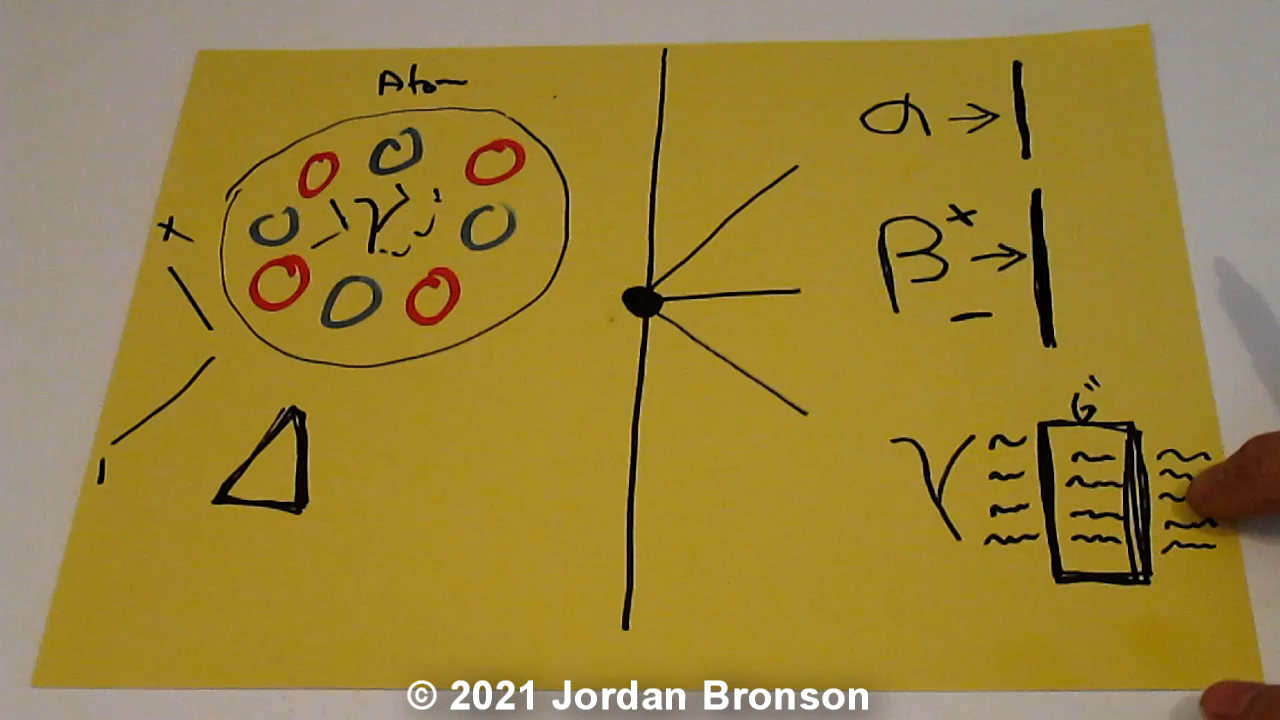 Atom
γ
x
α →
β x → -
6"
γ
© 2021 Jordan Bronson